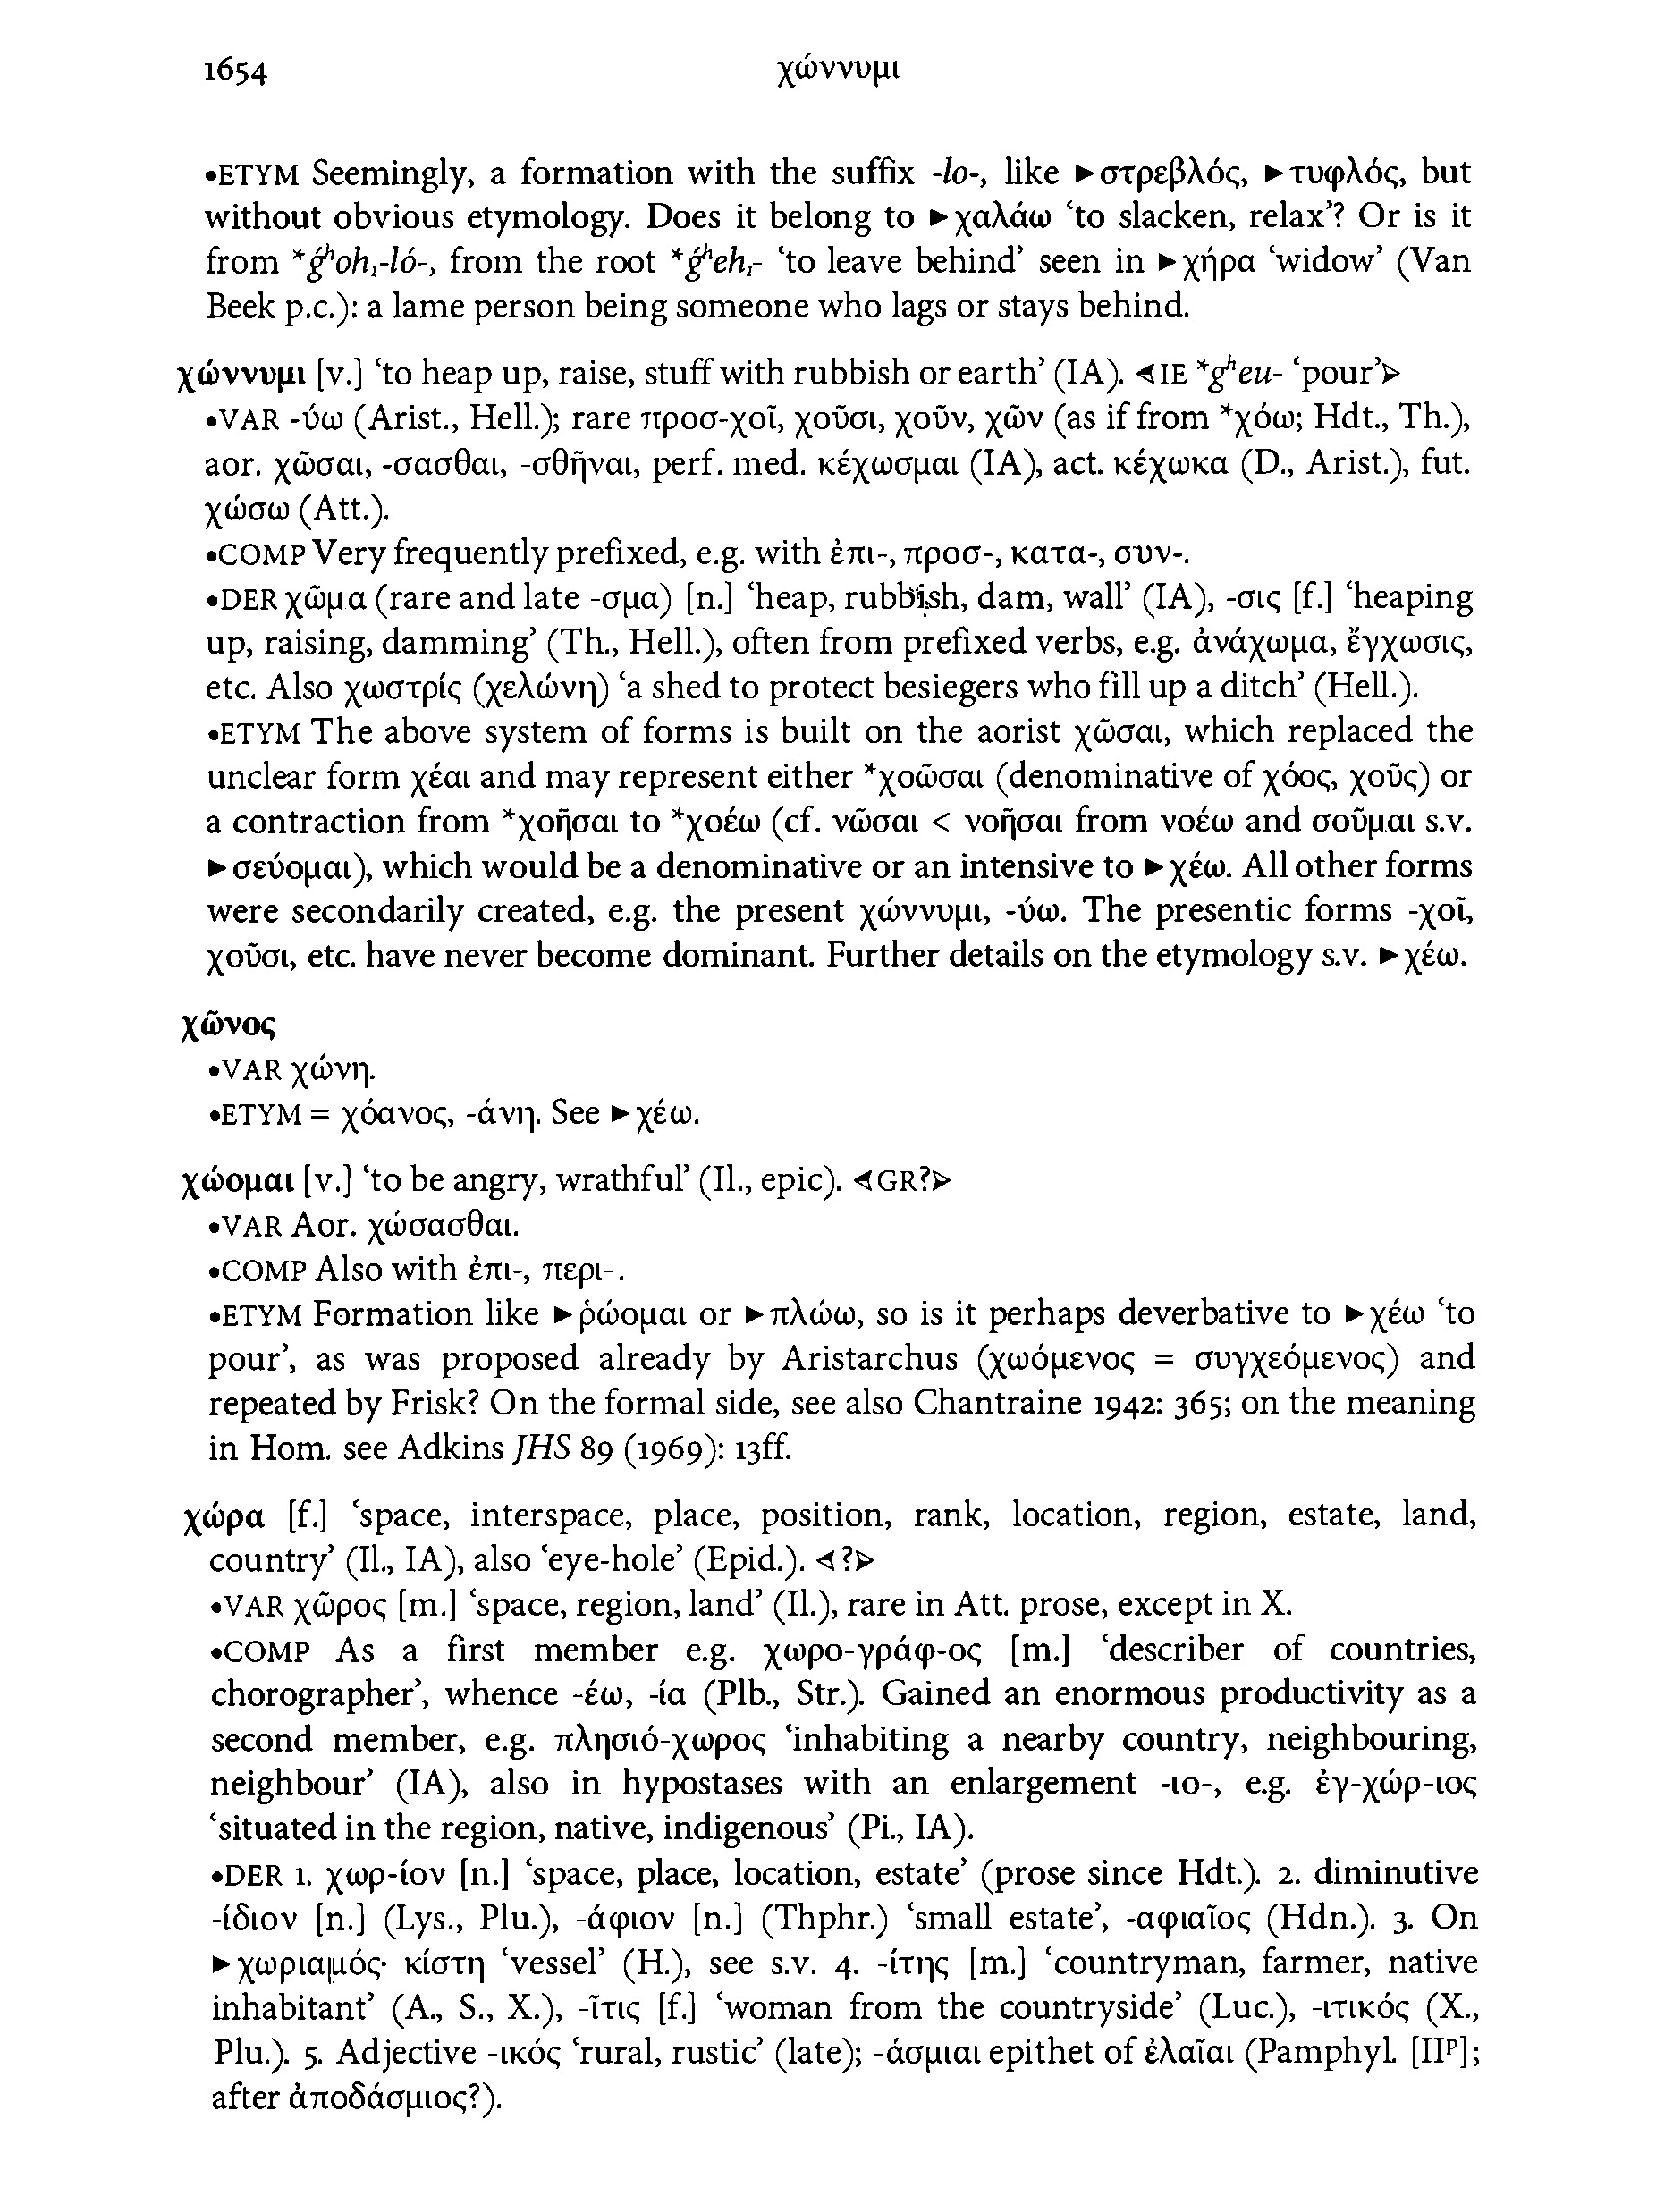 1654 χώννυμι
•ETYM Seemingly, a formation with the suffix -lo-, like ►στρεβλός, ►τυφλός, but
without obvious etymology. Does it belong to ►χαλάω ‘to slacken, relax’? Or is it
from *ǵʰoh₁-ló-, from the root *ǵʰeh₁- ‘to leave behind’ seen in ►χήρα ‘widow’ (Van
Beek p.c.): a lame person being someone who lags or stays behind.
χώννυμι [v.] ‘to heap up, raise, stuff with rubbish or earth’ (IA). ⊲IE *gʰeu- ‘pour’⊳
•VAR -ύω (Arist., Hell.); rare προσ-χοῖ, χοῦσι, χοῦν, χῶν (as if from *χόω; Hdt., Th.),
aor. χῶσαι, -σασθαι, -σθῆναι, perf. med. κέχωσμαι (IA), act. κέχωκα (D., Arist.), fut.
χώσω (Att.).
•COMP Very frequently prefixed, e.g. with ἐπι-, προσ-, κατα-, συν-.
•DER χῶμα (rare and late -σμα) [n.] ‘heap, rubbish, dam, wall’ (IA), -σις [f.] ‘heaping
up, raising, damming’ (Th., Hell.), often from prefixed verbs, e.g. ἀνάχωμα, ἔγχωσις,
etc. Also χωστρίς (χελώνη) ‘a shed to protect besiegers who fill up a ditch’ (Hell.).
•ETYM The above system of forms is built on the aorist χῶσαι, which replaced the
unclear form χέαι and may represent either *χοῶσαι (denominative of χόος, χοῦς) or
a contraction from *χοῆσαι to *χοέω (cf. νῶσαι < νοῆσαι from νοέω and σοῦμαι s.v.
►σεύομαι), which would be a denominative or an intensive to ►χέω. All other forms
were secondarily created, e.g. the present χώννυμι, -ύω. The presentic forms -χοῖ,
χοῦσι, etc. have never become dominant. Further details on the etymology s.v. ►χέω.
χῶνος
•VAR χώνη.
•ETYM = χόανος, -άνη. See ►χέω.
χώομαι [v.] ‘to be angry, wrathful’ (Il., epic). ⊲GR?⊳
•VAR Aor. χώσασθαι.
•COMP Also with ἐπι-, περι-.
•ETYM Formation like ►ῥώομαι or ►πλώω, so is it perhaps deverbative to ►χέω ‘to
pour’, as was proposed already by Aristarchus (χωόμενος = συγχεόμενος) and
repeated by Frisk? On the formal side, see also Chantraine 1942: 365; on the meaning
in Hom. see Adkins JHS 89 (1969): 13ff.
χώρα [f.] ‘space, interspace, place, position, rank, location, region, estate, land,
country’ (Il., IA), also ‘eye-hole’ (Epid.). ⊲?⊳
•VAR χῶρος [m.] ‘space, region, land’ (Il.), rare in Att. prose, except in X.
•COMP As a first member e.g. χωρο-γράφ-ος [m.] ‘describer of countries,
chorographer’, whence -έω, -ία (Plb., Str.). Gained an enormous productivity as a
second member, e.g. πλησιό-χωρος ‘inhabiting a nearby country, neighbouring,
neighbour’ (IA), also in hypostases with an enlargement -ιο-, e.g. ἐγ-χώρ-ιος
‘situated in the region, native, indigenous’ (Pi., IA).
•DER 1. χωρ-ίον [n.] ‘space, place, location, estate’ (prose since Hdt.). 2. diminutive
-ίδιον [n.] (Lys., Plu.), -άφιον [n.] (Thphr.) ‘small estate’, -αφιαῖος (Hdn.). 3. On
►χωριαμός· κίστη ‘vessel’ (H.), see s.v. 4. -ίτης [m.] ‘countryman, farmer, native
inhabitant’ (A., S., X.), -ῖτις [f.] ‘woman from the countryside’ (Luc.), -ιτικός (X.,
Plu.). 5. Adjective -ικός ‘rural, rustic’ (late); -άσμιαι epithet of ἐλαῖαι (Pamphyl. [IIᵖ];
after ἀποδάσμιος?).